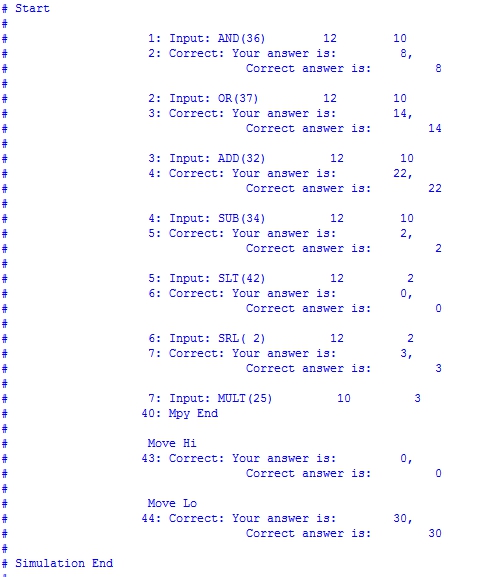 # Start
#
# 1: Input: AND(36) 12 10
# 2: Correct: Your answer is: 8,
# Correct answer is: 8
#
# 2: Input: OR(37) 12 10
# 3: Correct: Your answer is: 14,
# Correct answer is: 14
#
# 3: Input: ADD(32) 12 10
# 4: Correct: Your answer is: 22,
# Correct answer is: 22
#
# 4: Input: SUB(34) 12 10
# 5: Correct: Your answer is: 2,
# Correct answer is: 2
#
# 5: Input: SLT(42) 12 2
# 6: Correct: Your answer is: 0,
# Correct answer is: 0
#
# 6: Input: SRL( 2) 12 2
# 7: Correct: Your answer is: 3,
# Correct answer is: 3
#
# 7: Input: MULT(25) 10 3
# 40: Mpy End
#
# Move Hi
# 43: Correct: Your answer is: 0,
# Correct answer is: 0
#
# Move Lo
# 44: Correct: Your answer is: 30,
# Correct answer is: 30
#
# Simulation End